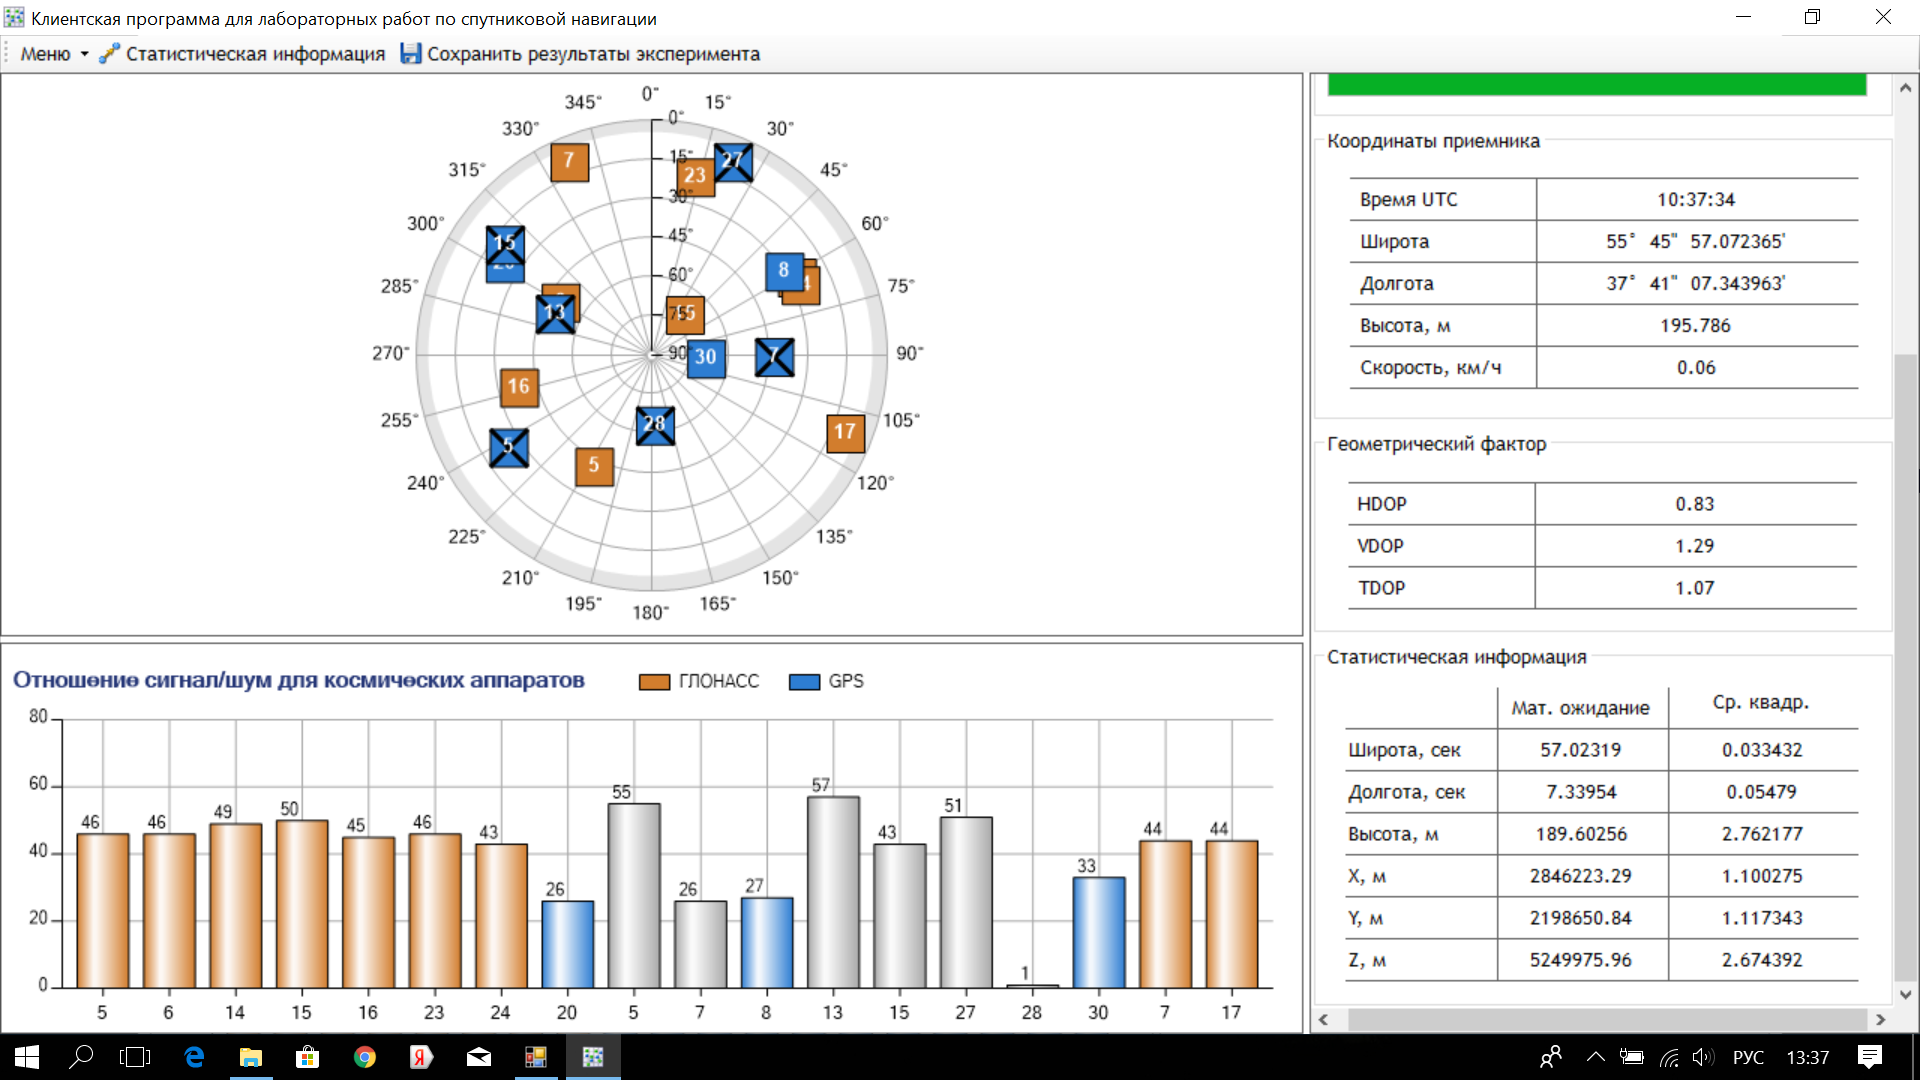 Клиентская программа для лабораторных работ по спутниковой навигации
Меню Статистическая информация Сохранить результаты эксперимента
0°
345° 15°
330° 30°
315° 45°
300° 60°
285° 75°
270° 90°
255° 105°
240° 120°
225° 135°
210° 150°
195° 165°
180°
0°
15°
30°
45°
60°
75°
90°
7
23
27
15
8
13
15
30
7
16
28
5
5
17
Отношение сигнал/шум для космических аппаратов ГЛОНАСС GPS
80
60
40
20
0
46 46 49 50 45 46 43 26 55 26 27 57 43 51 1 33 44 44
5 6 14 15 16 23 24 20 5 7 8 13 15 27 28 30 7 17
Координаты приемника
Время UTC 10:37:34
Широта 55° 45" 57.072365'
Долгота 37° 41" 07.343963'
Высота, м 195.786
Скорость, км/ч 0.06
Геометрический фактор
HDOP 0.83
VDOP 1.29
TDOP 1.07
Статистическая информация
Мат. ожидание Ср. квадр.
Широта, сек 57.02319 0.033432
Долгота, сек 7.33954 0.05479
Высота, м 189.60256 2.762177
X, м 2846223.29 1.100275
Y, м 2198650.84 1.117343
Z, м 5249975.96 2.674392
РУС 13:37